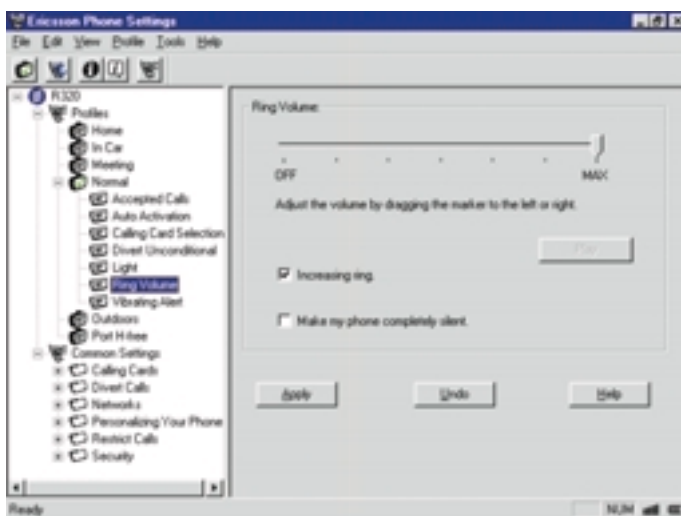 Ericsson Phone Settings
File Edit View Profile Tools Help
R320
Profiles
Home
In Car
Meeting
Normal
Accepted Calls
Auto Activation
Calling Card Selection
Divert Unconditional
Light
Ring Volume
Vibrating Alert
Outdoors
Port H-free
Common Settings
Calling Cards
Divert Calls
Networks
Personalizing Your Phone
Restrict Calls
Security
Ring Volume
OFF MAX
Adjust the volume by dragging the marker to the left or right.
Play
Increasing ring.
Make my phone completely silent.
Apply Undo Help
Ready NUM